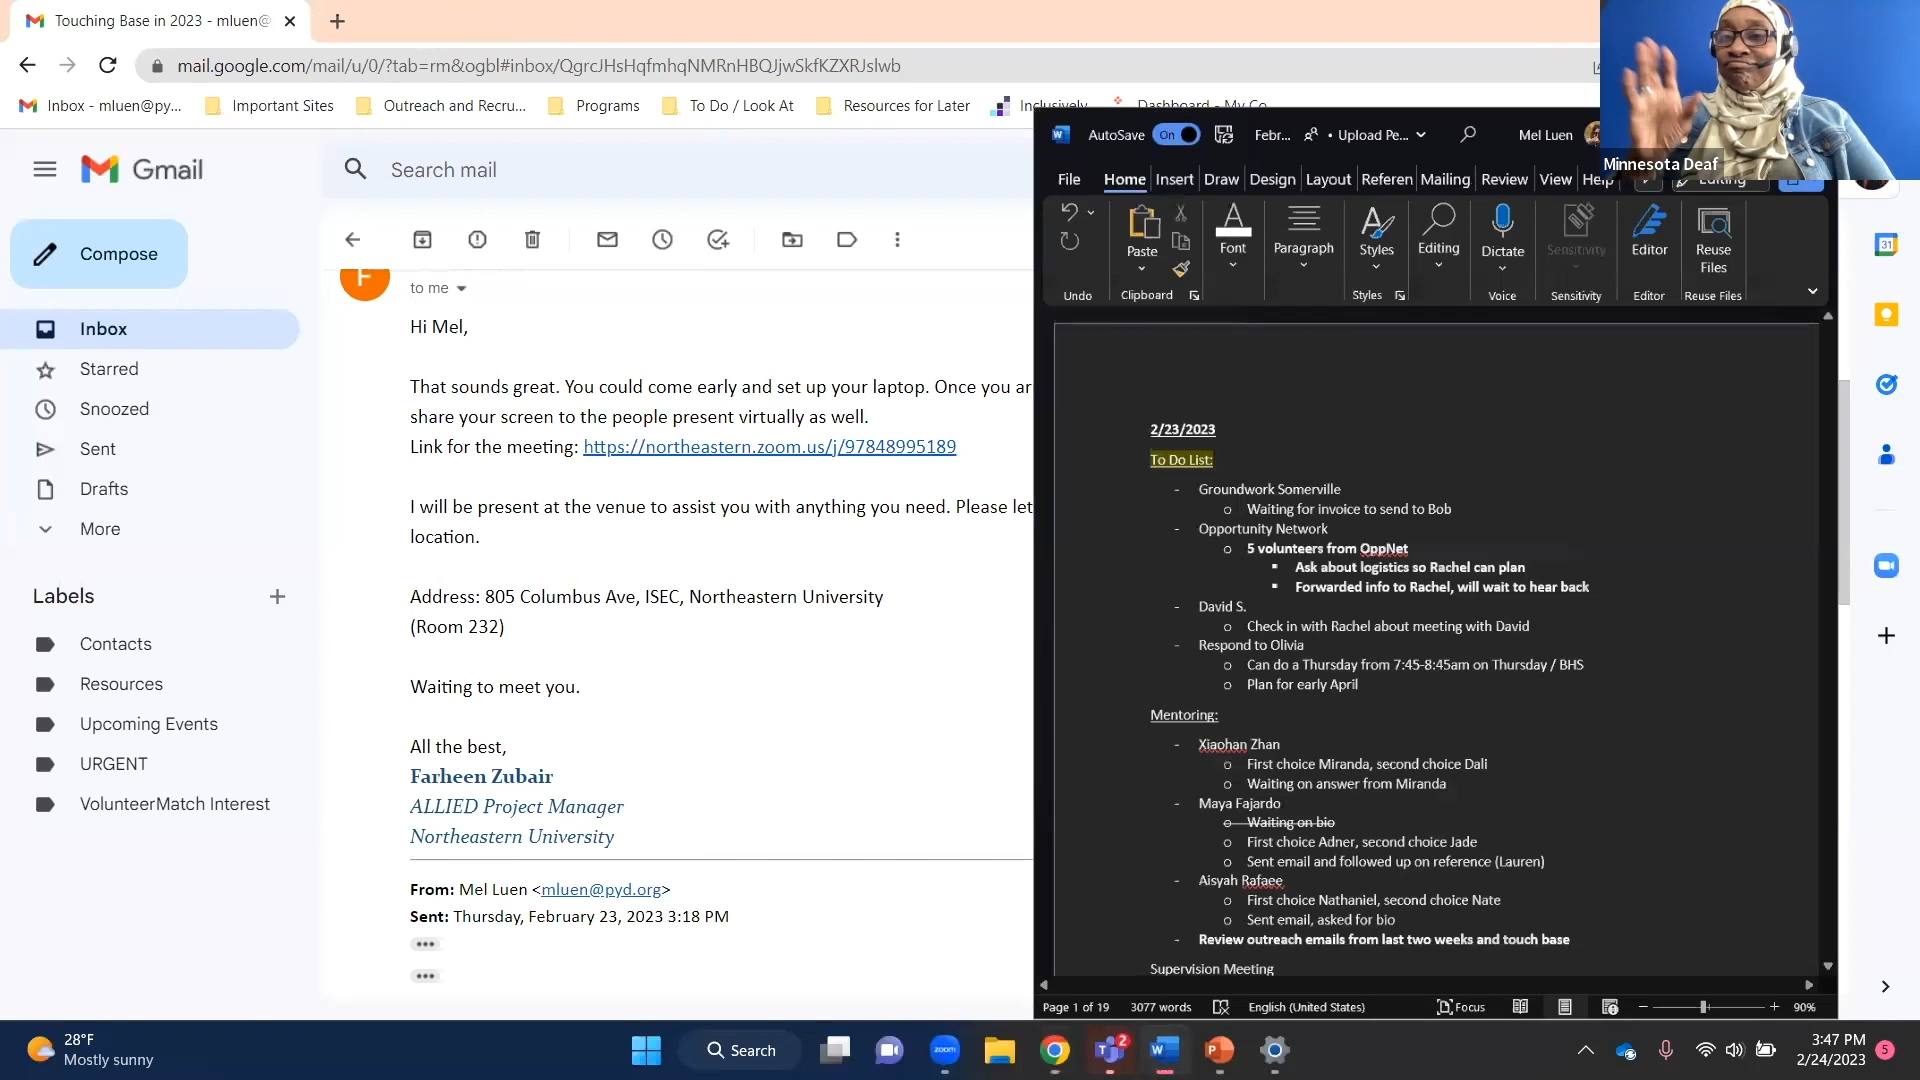 Touching Base in 2023 - mluen@
mail.google.com/mail/u/0/?tab=rm&ogbl#inbox/QgrcJHsHqfmhqNMRnHBQJjwSkfKZXRJslwb
Inbox - mluen@py...
Important Sites
Outreach and Recru...
Programs
To Do / Look At
Resources for Later
Inclusively
Dashboard - My Co
Minnesota Deaf
Gmail
Search mail
Compose
Inbox
Starred
Snoozed
Sent
Drafts
More
Labels
Contacts
Resources
Upcoming Events
URGENT
VolunteerMatch Interest
F
to me
Hi Mel,
That sounds great. You could come early and set up your laptop. Once you ar
share your screen to the people present virtually as well.
Link for the meeting: https://northeastern.zoom.us/j/97848995189
I will be present at the venue to assist you with anything you need. Please let
location.
Address: 805 Columbus Ave, ISEC, Northeastern University
(Room 232)
Waiting to meet you.
All the best,
Farheen Zubair
ALLIED Project Manager
Northeastern University
From: Mel Luen <mluen@pyd.org>
Sent: Thursday, February 23, 2023 3:18 PM
AutoSave On Febr... • Upload Pe... Mel Luen
File Home Insert Draw Design Layout Referen Mailing Review View Help Editing
Paste Font Paragraph Styles Editing Dictate Sensitivity Editor Reuse Files
Undo Clipboard Styles Voice Sensitivity Editor Reuse Files
2/23/2023
To Do List:
- Groundwork Somerville
o Waiting for invoice to send to Bob
- Opportunity Network
o 5 volunteers from OppNet
▪ Ask about logistics so Rachel can plan
▪ Forwarded info to Rachel, will wait to hear back
- David S.
o Check in with Rachel about meeting with David
- Respond to Olivia
o Can do a Thursday from 7:45-8:45am on Thursday / BHS
o Plan for early April
Mentoring:
- Xiaohan Zhan
o First choice Miranda, second choice Dali
o Waiting on answer from Miranda
- Maya Fajardo
o Waiting on bio
o First choice Adner, second choice Jade
o Sent email and followed up on reference (Lauren)
- Aisyah Rafaee
o First choice Nathaniel, second choice Nate
o Sent email, asked for bio
- Review outreach emails from last two weeks and touch base
Supervision Meeting
Page 1 of 19 3077 words English (United States) Focus 90%
31
28°F
Mostly sunny
Search
zoom
2
3:47 PM
2/24/2023
5